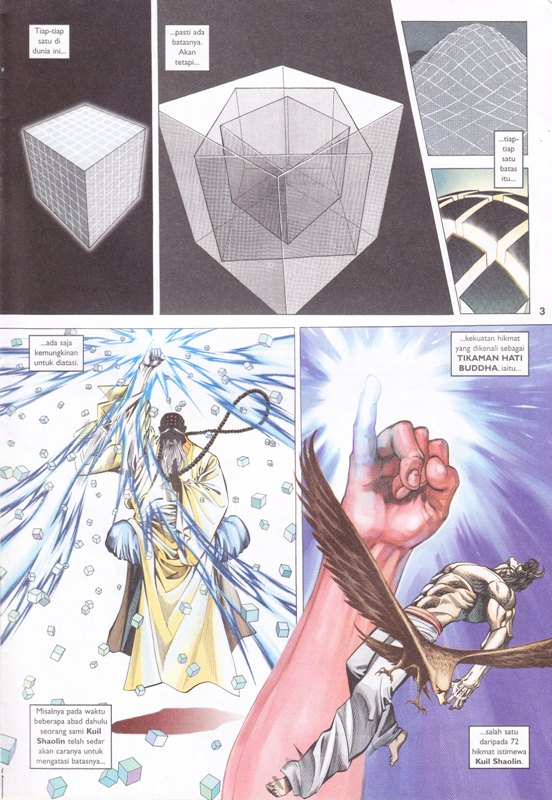 Tiap-tiap
satu di
dunia ini...
...pasti ada
batasnya.
Akan
tetapi...
...tiap-
tiap
satu
batas
itu...
3
...ada saja
kemungkinan
untuk diatasi.
...kekuatan hikmat
yang dikenali sebagai
TIKAMAN HATI
BUDDHA, iaitu...
Misalnya pada waktu
beberapa abad dahulu
seorang sami Kuil
Shaolin telah sedar
akan caranya untuk
mengatasi batasnya...
...salah satu
daripada 72
hikmat istimewa
Kuil Shaolin.